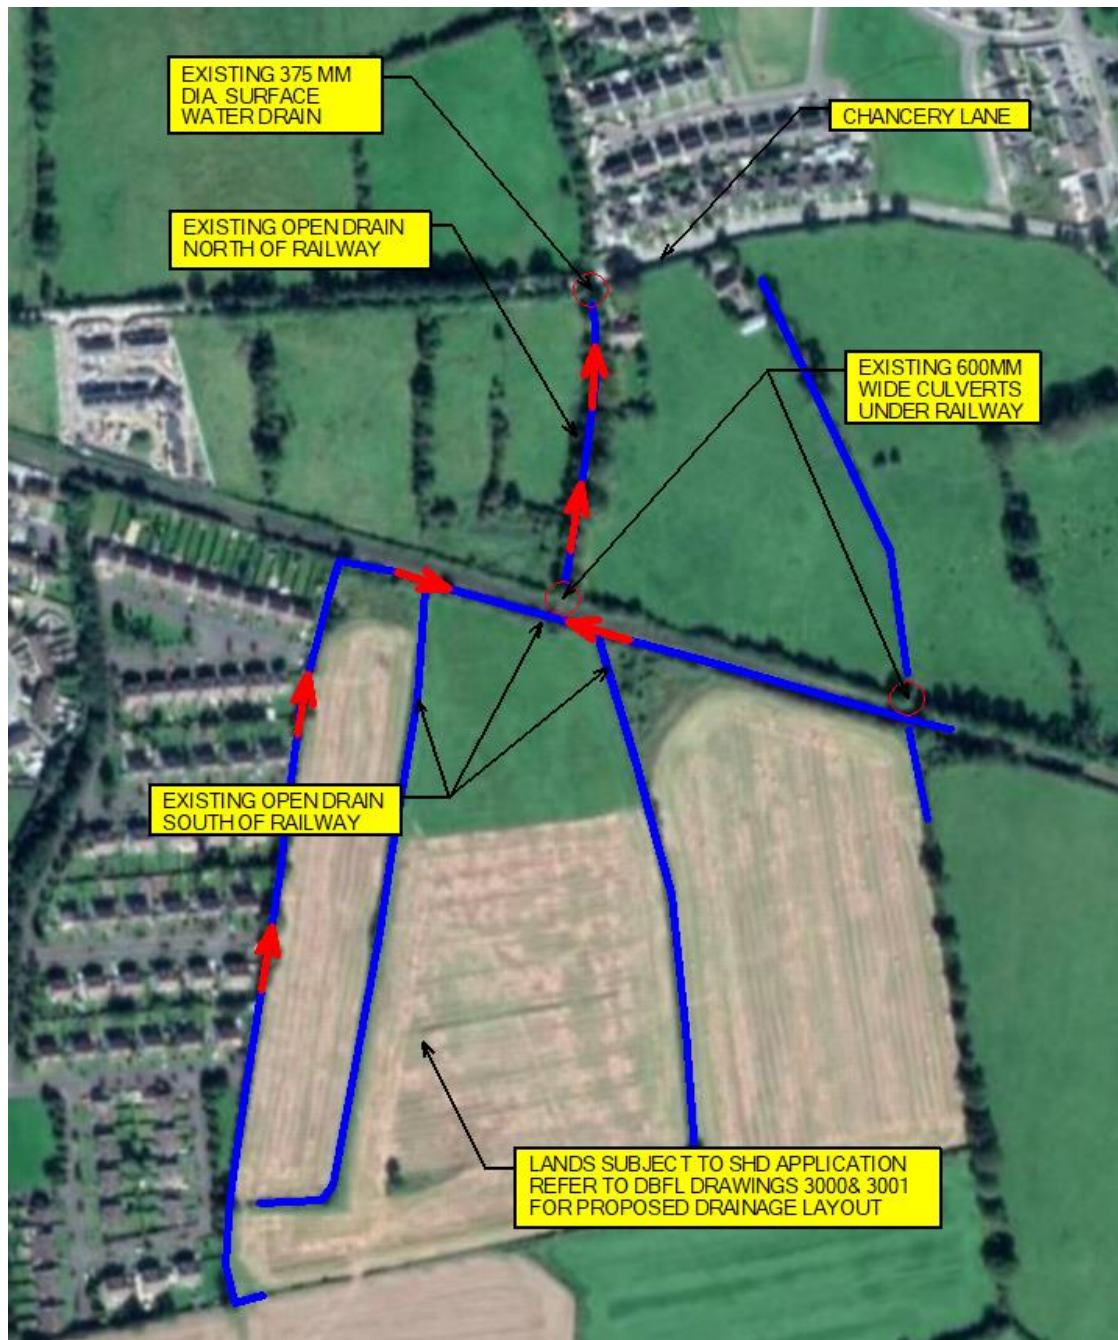 EXISTING 375 MM
DIA. SURFACE
WATER DRAIN
CHANCERY LANE
EXISTING OPEN DRAIN
NORTH OF RAILWAY
EXISTING 600MM
WIDE CULVERTS
UNDER RAILWAY
EXISTING OPEN DRAIN
SOUTH OF RAILWAY
LANDS SUBJECT TO SHD APPLICATION
REFER TO DBFL DRAWINGS 3000& 3001
FOR PROPOSED DRAINAGE LAYOUT